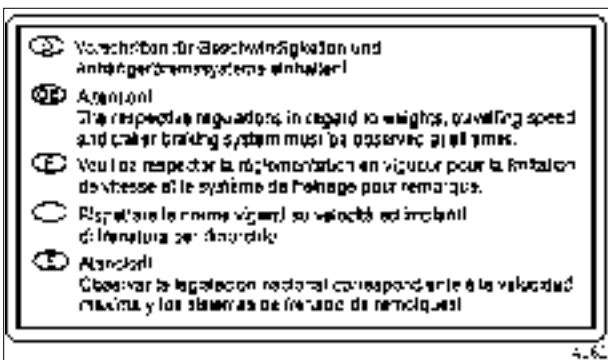 D Vorschriften für Geschwindigkeiten und
Anhängerbremssysteme einhalten!
GB Attention!
The respective regulations in regard to weights, travelling speed
and trailer braking system must be observed at all times.
F Veuillez respecter la réglementation en vigueur pour la limitation
de vitesse et le système de freinage pour remorque.
Rispettare le norme vigenti su velocità ed impianti
di frenatura per rimorchi!
E Atención!
Observar la legislación nacional correspondiente a la velocidad
máxima y los sistemas de frenado de remolques!